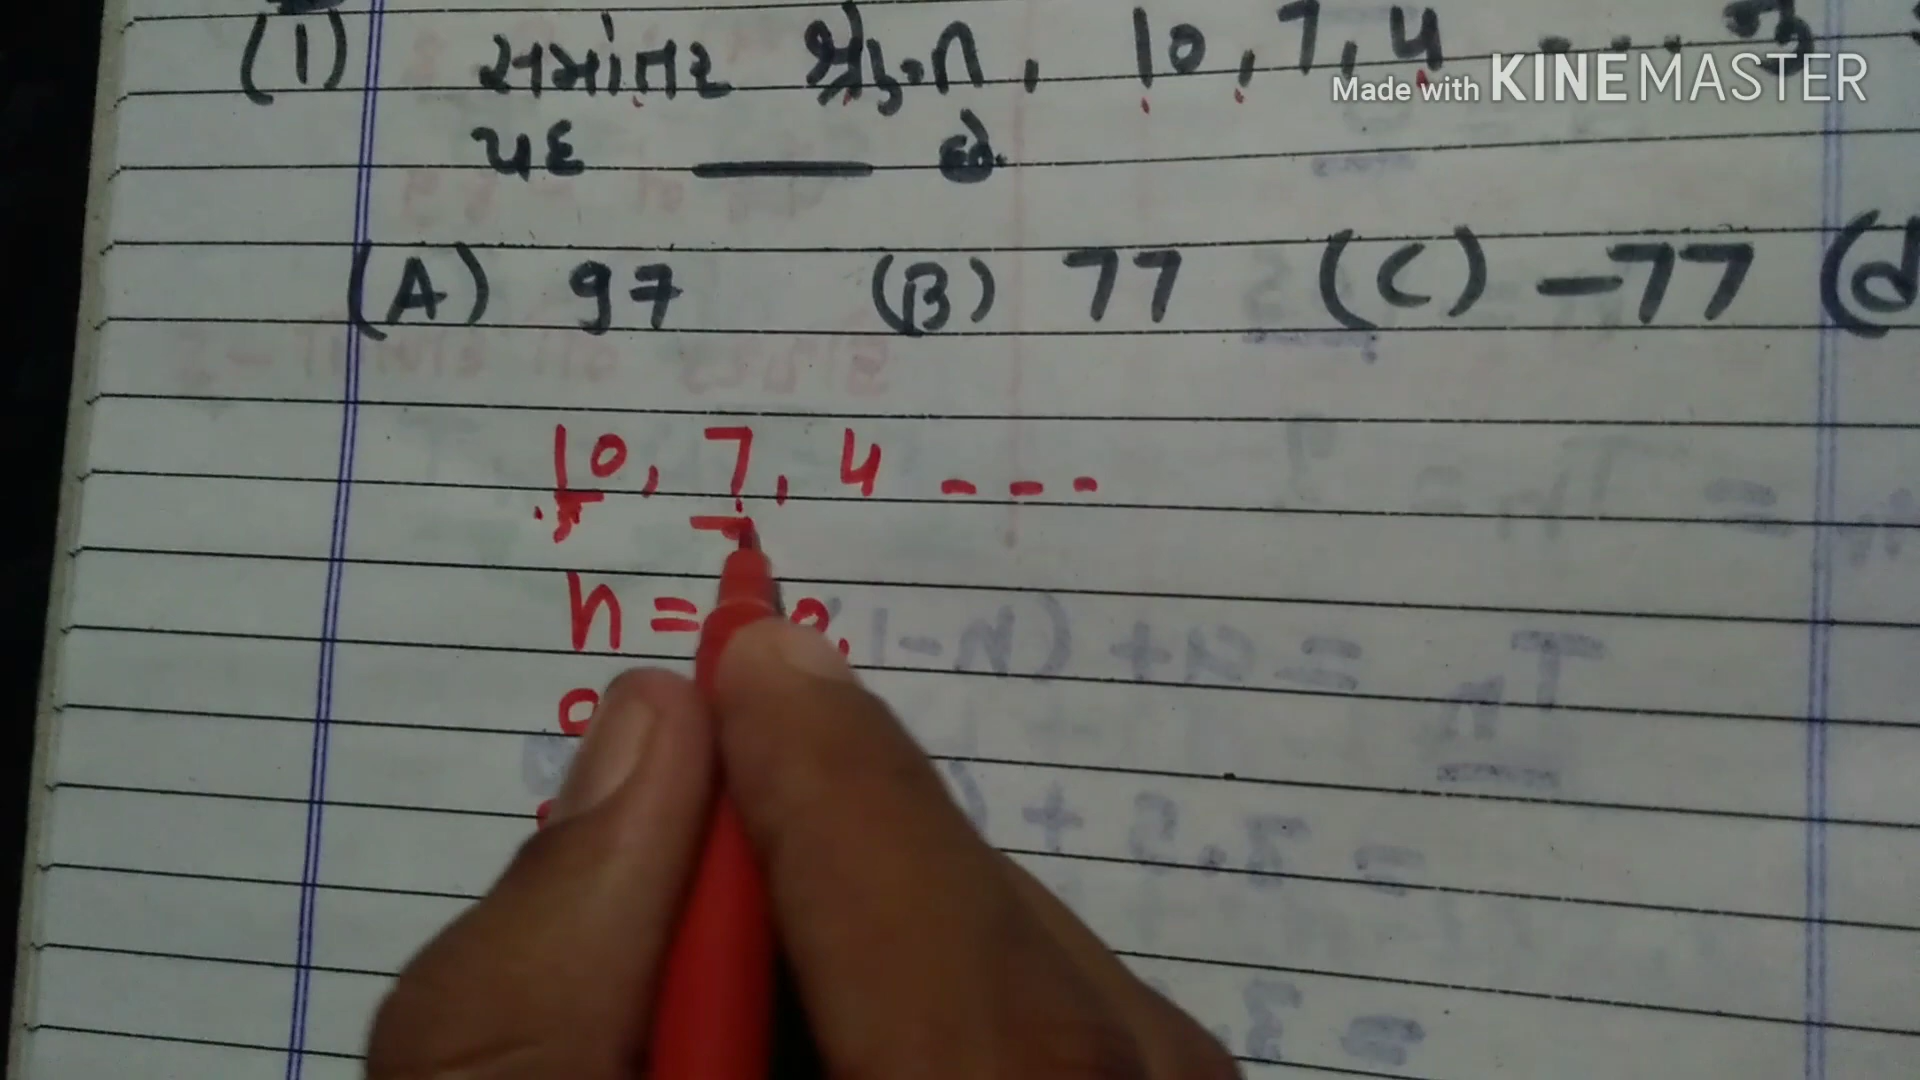 (1) સમાંતર શ્રેઢી, 10, 7, 4 ....નું
Made with KINEMASTER
પદ ____ છે.
(A) 97 (B) 77 (C) -77 (d
10, 7, 4 ---
n =